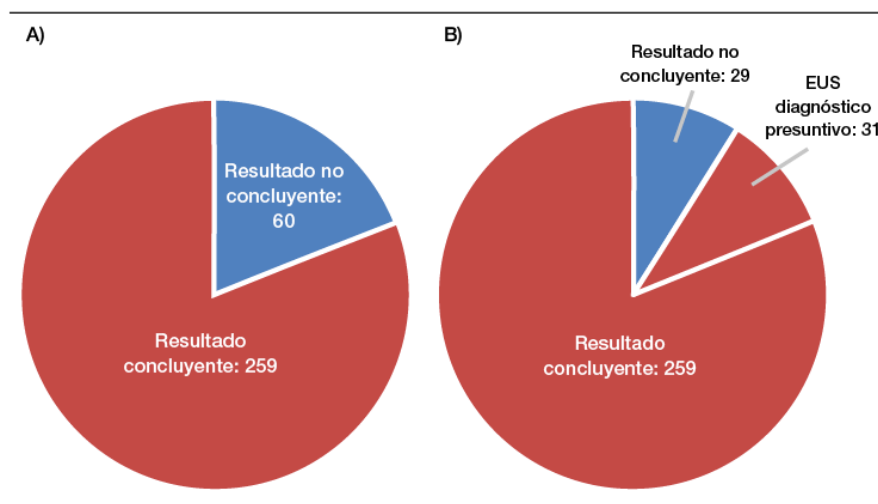 A)
Resultado no
concluyente:
60
Resultado
concluyente: 259
B)
Resultado no
concluyente: 29
EUS
diagnóstico
presuntivo: 31
Resultado
concluyente: 259